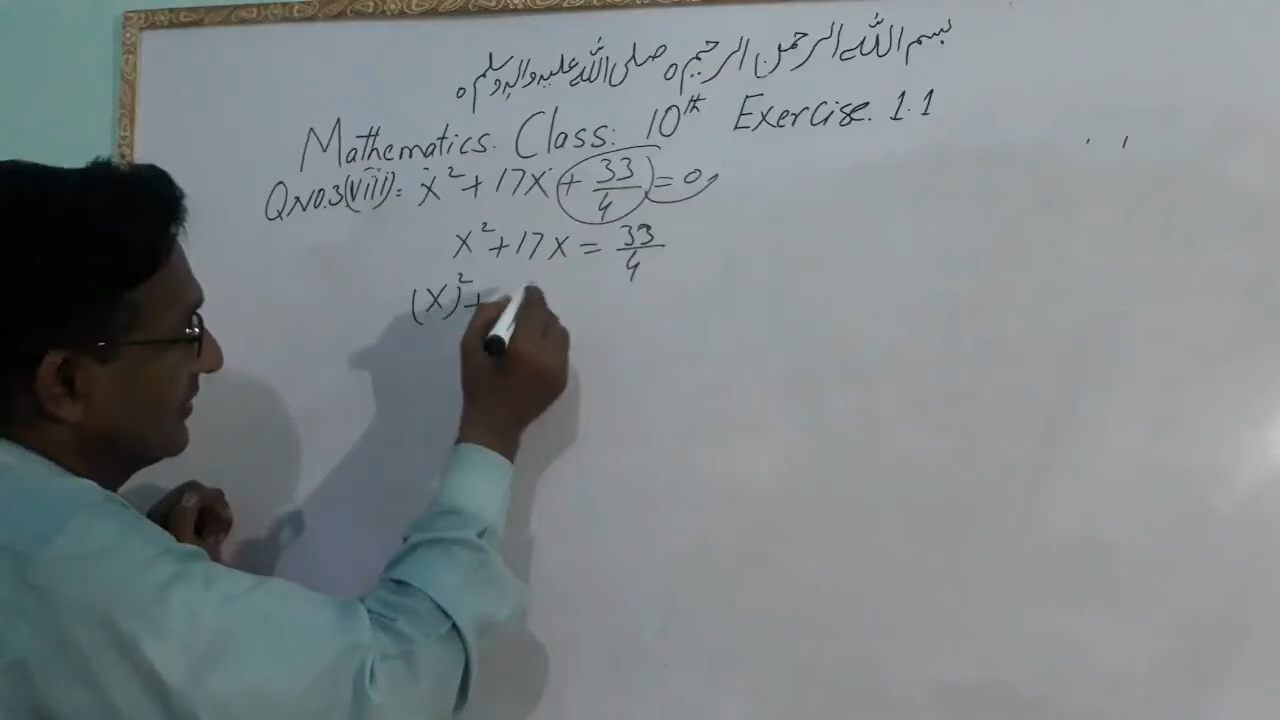 بسم اللہ الرحمن الرحیم ہ صلی اللہ علیہ والہ وسلم ہ
Mathematics. Class: 10th Exercise. 1.1
QNO.3(viii): x² + 17x + 33/4 = 0
x² + 17x = 33/4
(x)² +